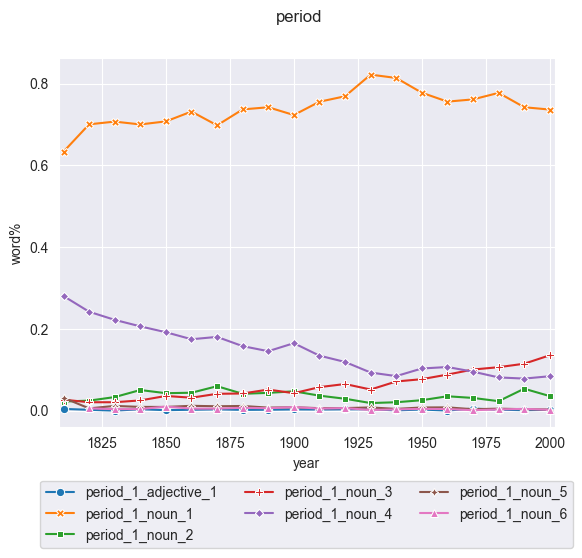 period
0.8
0.6
0.4
0.2
0.0
word%
1825 1850 1875 1900 1925 1950 1975 2000
year
period_1_adjective_1 period_1_noun_3 period_1_noun_5
period_1_noun_1 period_1_noun_4 period_1_noun_6
period_1_noun_2